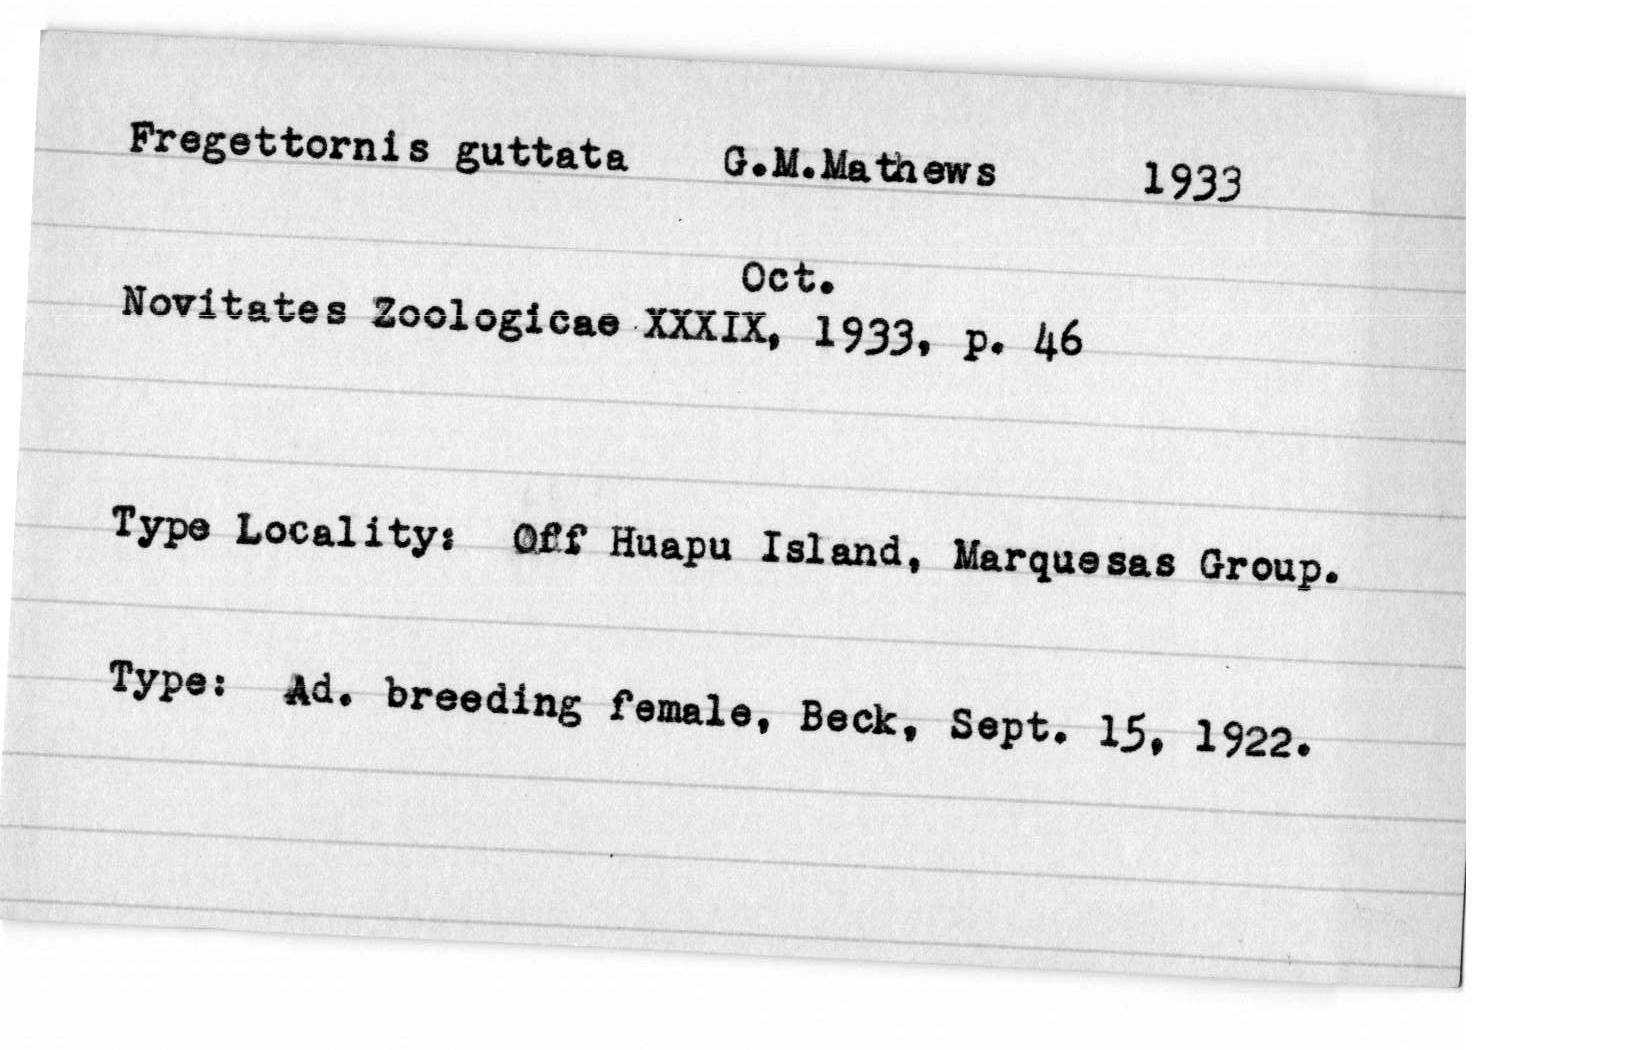 Fregettornis guttata G.M.Mathews 1933
Oct.
Novitates Zoologicae XXXIX, 1933, p. 46
Type Locality: Off Huapu Island, Marquesas Group.
Type: Ad. breeding female, Beck, Sept. 15, 1922.